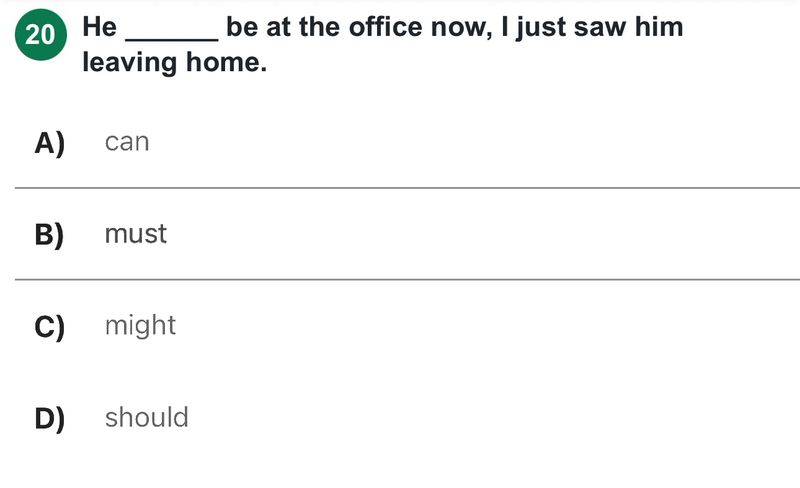 20 He ______ be at the office now, I just saw him
leaving home.
A) can
B) must
C) might
D) should